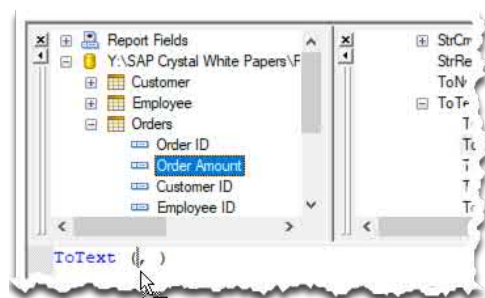 Report Fields
Y:\SAP Crystal White Papers\F
Customer
Employee
Orders
Order ID
Order Amount
Customer ID
Employee ID
StrCm
StrRe
ToTe
ToText (, )